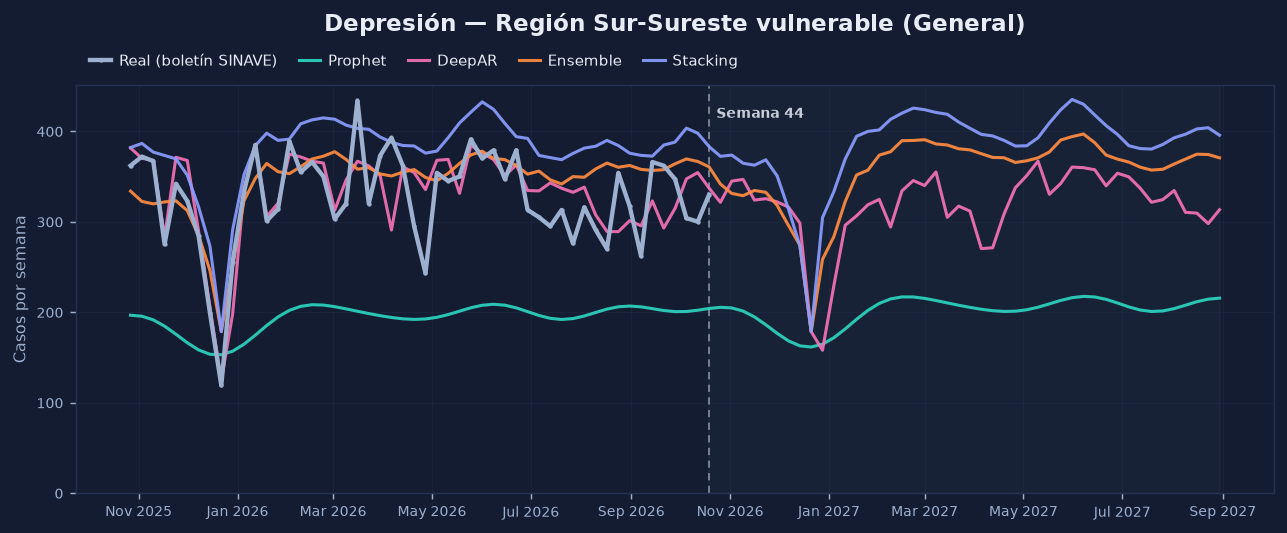 Depresión — Región Sur-Sureste vulnerable (General)
Real (boletín SINAVE) Prophet DeepAR Ensemble Stacking
Semana 44
Casos por semana
400
300
200
100
0
Nov 2025 Jan 2026 Mar 2026 May 2026 Jul 2026 Sep 2026 Nov 2026 Jan 2027 Mar 2027 May 2027 Jul 2027 Sep 2027